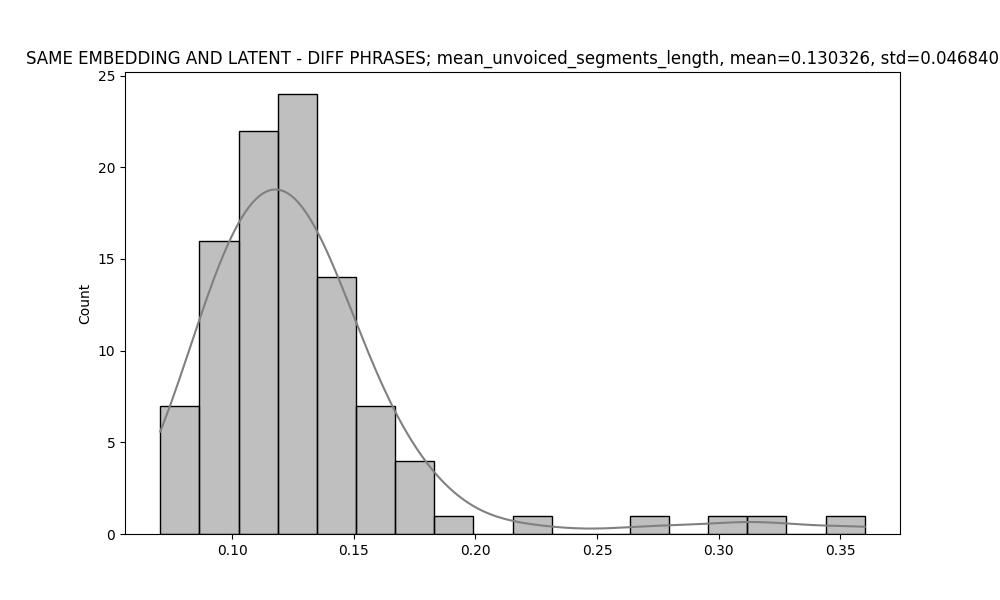 SAME EMBEDDING AND LATENT - DIFF PHRASES; mean_unvoiced_segments_length, mean=0.130326, std=0.046840
25
20
15
10
5
0
Count
0.10 0.15 0.20 0.25 0.30 0.35